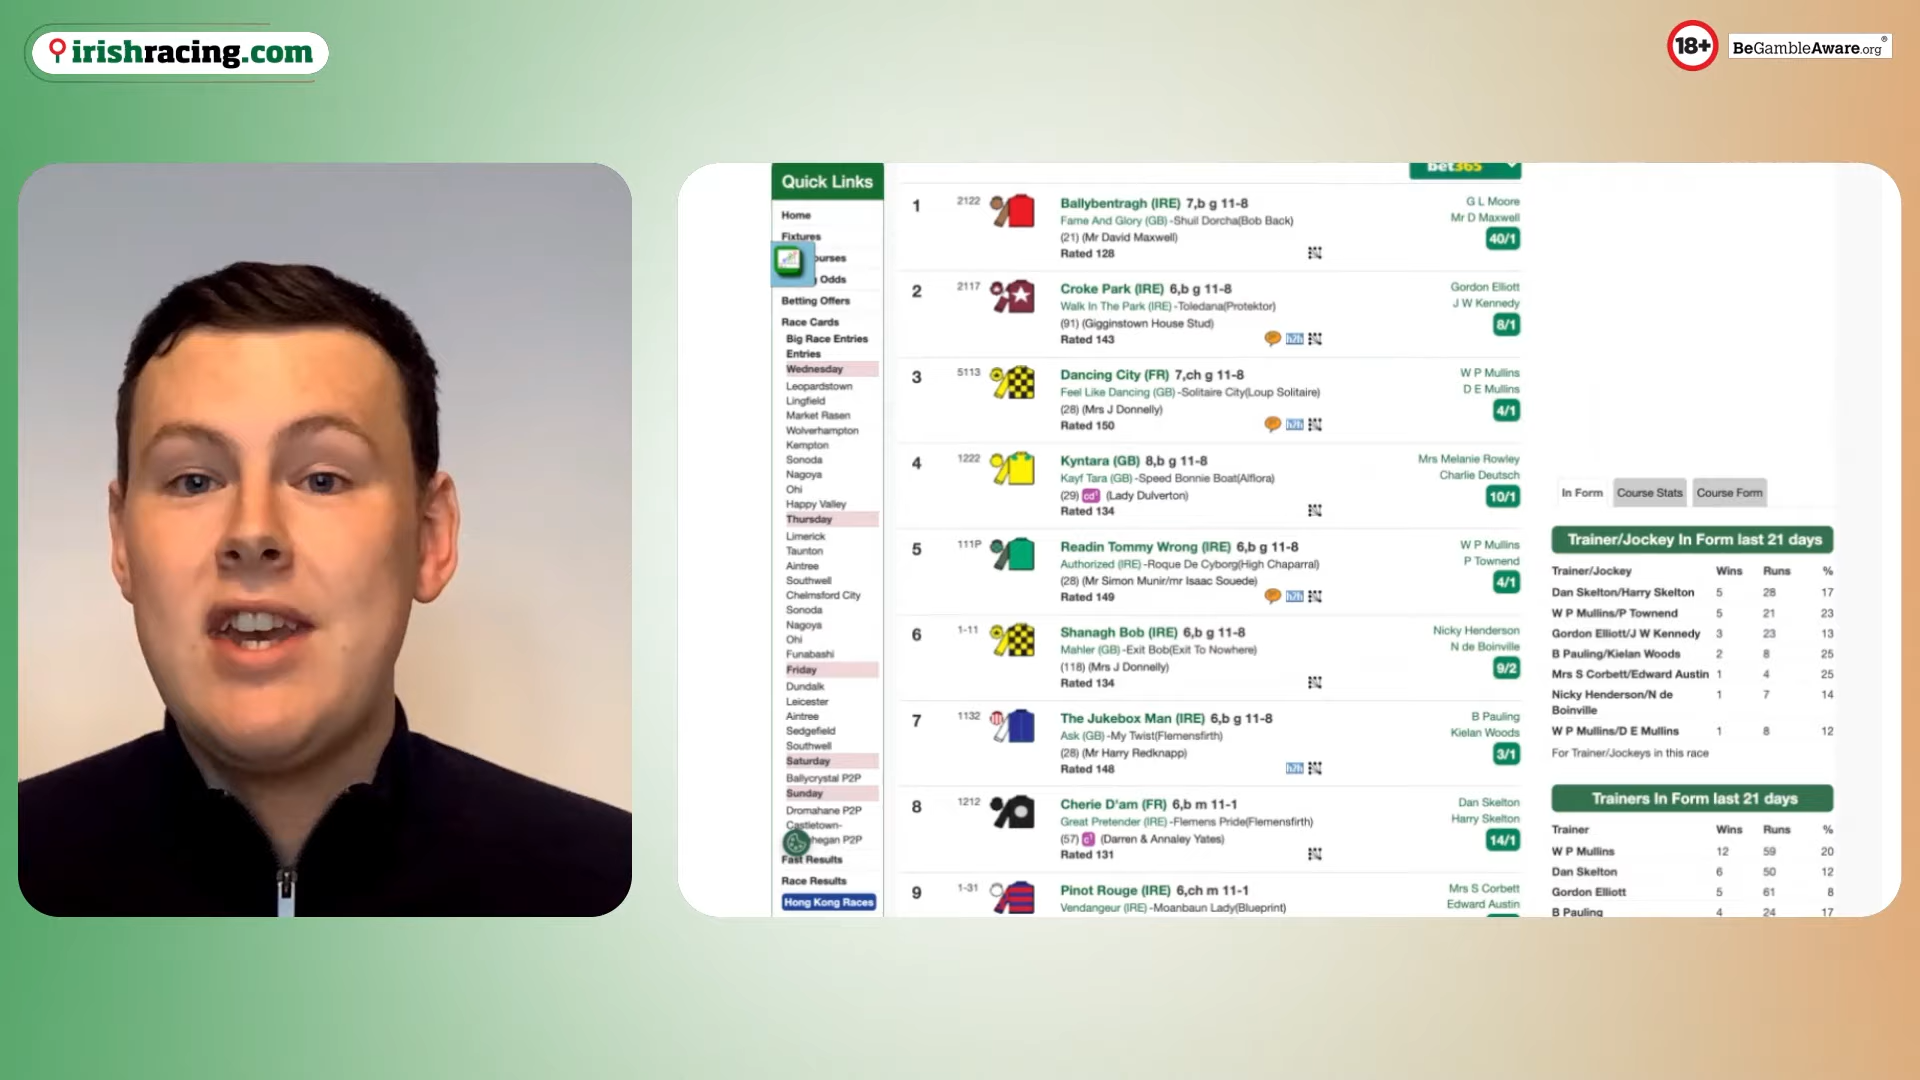 irishracing.com
18+
BeGambleAware.org®
Quick Links
Home
Fixtures
ourses
Odds
Betting Offers
Race Cards
Big Race Entries
Entries
Wednesday
Leopardstown
Lingfield
Market Rasen
Wolverhampton
Kempton
Sonoda
Nagoya
Ohi
Happy Valley
Thursday
Limerick
Taunton
Aintree
Southwell
Chelmsford City
Sonoda
Nagoya
Ohi
Funabashi
Friday
Dundalk
Leicester
Aintree
Sedgefield
Southwell
Saturday
Ballycrystal P2P
Sunday
Dromahane P2P
Castletown-
hegan P2P
Fast Results
Race Results
Hong Kong Races
bet365
1 2122 Ballybentragh (IRE) 7,b g 11-8 G L Moore
Fame And Glory (GB) -Shuil Dorcha(Bob Back) Mr D Maxwell
(21) (Mr David Maxwell) 40/1
Rated 128
2 2117 Croke Park (IRE) 6,b g 11-8 Gordon Elliott
Walk In The Park (IRE) -Toledana(Protektor) J W Kennedy
(91) (Gigginstown House Stud) 8/1
Rated 143 h2h
3 5113 Dancing City (FR) 7,ch g 11-8 W P Mullins
Feel Like Dancing (GB) -Solitaire City(Loup Solitaire) D E Mullins
(28) (Mrs J Donnelly) 4/1
Rated 150 h2h
4 1222 Kyntara (GB) 8,b g 11-8 Mrs Melanie Rowley
Kayf Tara (GB) -Speed Bonnie Boat(Alflora) Charlie Deutsch
(29) cd1 (Lady Dulverton) 10/1
Rated 134
5 111P Readin Tommy Wrong (IRE) 6,b g 11-8 W P Mullins
Authorized (IRE) -Roque De Cyborg(High Chaparral) P Townend
(28) (Mr Simon Munir/mr Isaac Souede) 4/1
Rated 149 h2h
6 1-11 Shanagh Bob (IRE) 6,b g 11-8 Nicky Henderson
Mahler (GB) -Exit Bob(Exit To Nowhere) N de Boinville
(118) (Mrs J Donnelly) 9/2
Rated 134
7 1132 The Jukebox Man (IRE) 6,b g 11-8 B Pauling
Ask (GB) -My Twist(Flemensfirth) Kielan Woods
(28) (Mr Harry Redknapp) 3/1
Rated 148 h2h
8 1212 Cherie D'am (FR) 6,b m 11-1 Dan Skelton
Great Pretender (IRE) -Flemens Pride(Flemensfirth) Harry Skelton
(57) c1 (Darren & Annaley Yates) 14/1
Rated 131
9 1-31 Pinot Rouge (IRE) 6,ch m 11-1 Mrs S Corbett
Vendangeur (IRE) -Moanbaun Lady(Blueprint) Edward Austin
In Form Course Stats Course Form
Trainer/Jockey In Form last 21 days
Trainer/Jockey Wins Runs %
Dan Skelton/Harry Skelton 5 28 17
W P Mullins/P Townend 5 21 23
Gordon Elliott/J W Kennedy 3 23 13
B Pauling/Kielan Woods 2 8 25
Mrs S Corbett/Edward Austin 1 4 25
Nicky Henderson/N de 1 7 14
Boinville
W P Mullins/D E Mullins 1 8 12
For Trainer/Jockeys in this race
Trainers In Form last 21 days
Trainer Wins Runs %
W P Mullins 12 59 20
Dan Skelton 6 50 12
Gordon Elliott 5 61 8
B Pauling 4 24 17